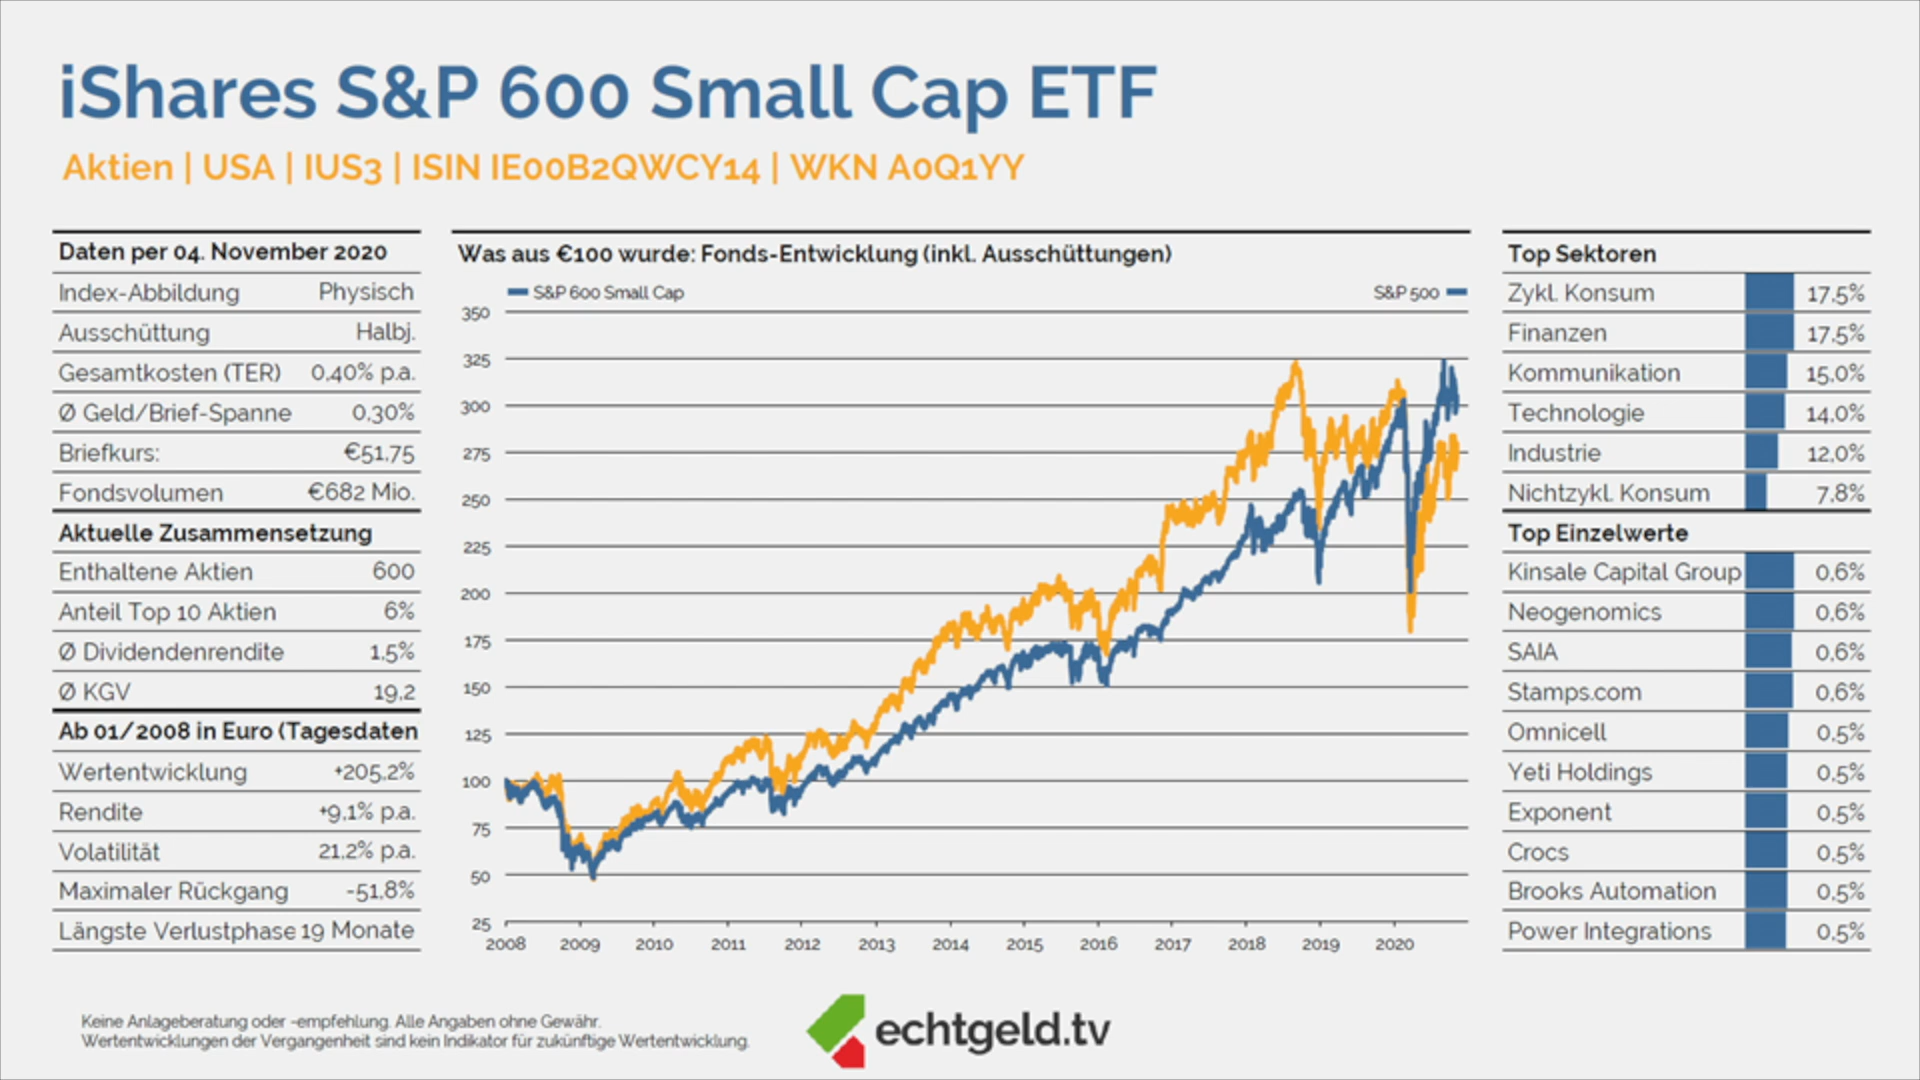 iShares S&P 600 Small Cap ETF
Aktien | USA | IUS3 | ISIN IE00B2QWCY14 | WKN A0Q1YY
Daten per 04. November 2020
Index-Abbildung Physisch
Ausschüttung Halbj.
Gesamtkosten (TER) 0,40% p.a.
Ø Geld/Brief-Spanne 0,30%
Briefkurs: €51,75
Fondsvolumen €682 Mio.
Aktuelle Zusammensetzung
Enthaltene Aktien 600
Anteil Top 10 Aktien 6%
Ø Dividendenrendite 1,5%
Ø KGV 19,2
Ab 01/2008 in Euro (Tagesdaten
Wertentwicklung +205,2%
Rendite +9,1% p.a.
Volatilität 21,2% p.a.
Maximaler Rückgang -51,8%
Längste Verlustphase 19 Monate
Was aus €100 wurde: Fonds-Entwicklung (inkl. Ausschüttungen)
S&P 600 Small Cap S&P 500
350
325
300
275
250
225
200
175
150
125
100
75
50
25
2008 2009 2010 2011 2012 2013 2014 2015 2016 2017 2018 2019 2020
Top Sektoren
Zykl. Konsum 17,5%
Finanzen 17,5%
Kommunikation 15,0%
Technologie 14,0%
Industrie 12,0%
Nichtzykl. Konsum 7,8%
Top Einzelwerte
Kinsale Capital Group 0,6%
Neogenomics 0,6%
SAIA 0,6%
Stamps.com 0,6%
Omnicell 0,5%
Yeti Holdings 0,5%
Exponent 0,5%
Crocs 0,5%
Brooks Automation 0,5%
Power Integrations 0,5%
Keine Anlageberatung oder -empfehlung. Alle Angaben ohne Gewähr.
Wertentwicklungen der Vergangenheit sind kein Indikator für zukünftige Wertentwicklung.
echtgeld.tv